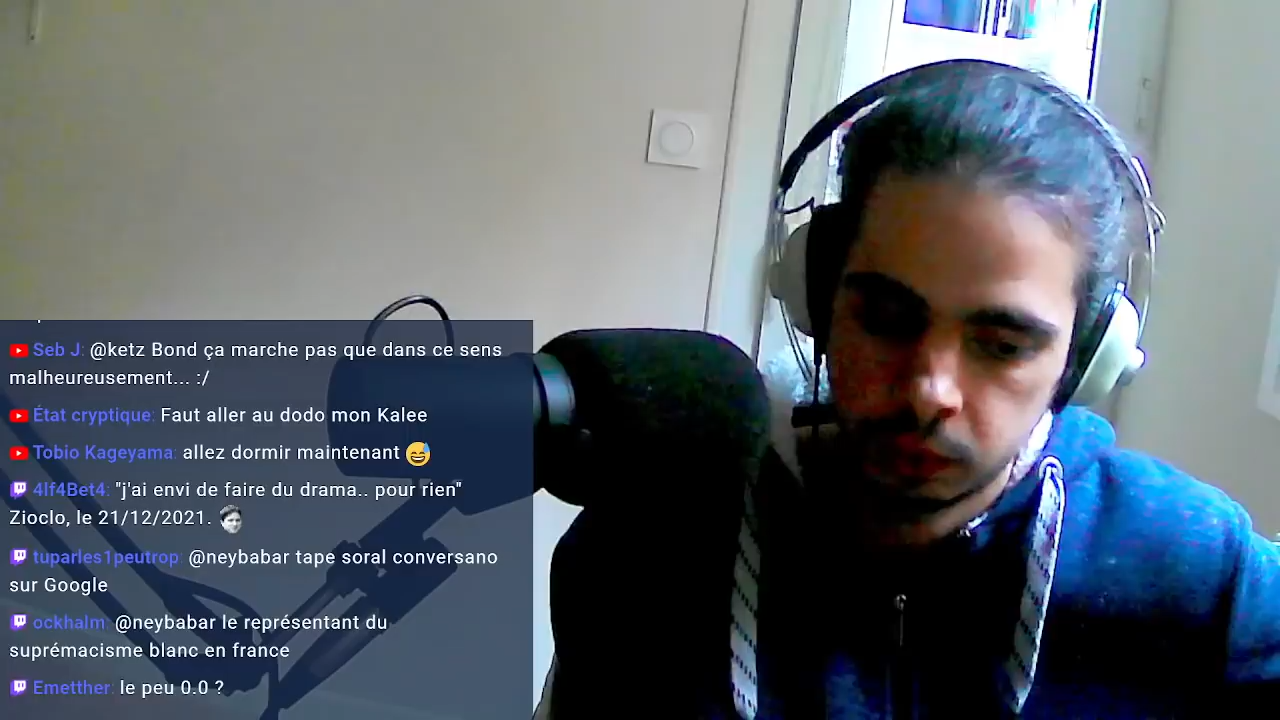 Seb J: @ketz Bond ça marche pas que dans ce sens
malheureusement... :/
État cryptique: Faut aller au dodo mon Kalee
Tobio Kageyama: allez dormir maintenant 😅
4lf4Bet4: "j'ai envi de faire du drama.. pour rien"
Zioclo, le 21/12/2021.
tuparles1peutrop: @neybabar tape soral conversano
sur Google
ockhalm: @neybabar le représentant du
suprémacisme blanc en france
Emetther: le peu 0.0 ?